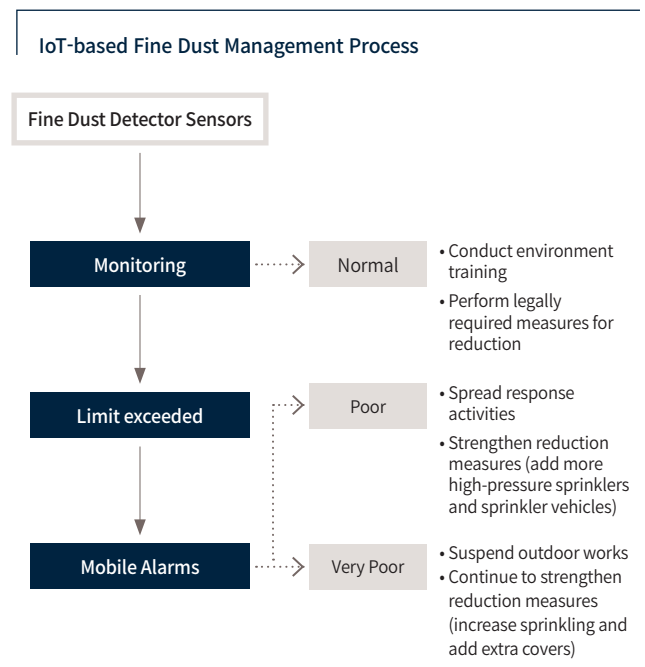 IoT-based Fine Dust Management Process
Fine Dust Detector Sensors
Monitoring
Normal
• Conduct environment
training
• Perform legally
required measures for
reduction
Limit exceeded
Poor
• Spread response
activities
• Strengthen reduction
measures (add more
high-pressure sprinklers
and sprinkler vehicles)
Mobile Alarms
Very Poor
• Suspend outdoor works
• Continue to strengthen
reduction measures
(increase sprinkling and
add extra covers)